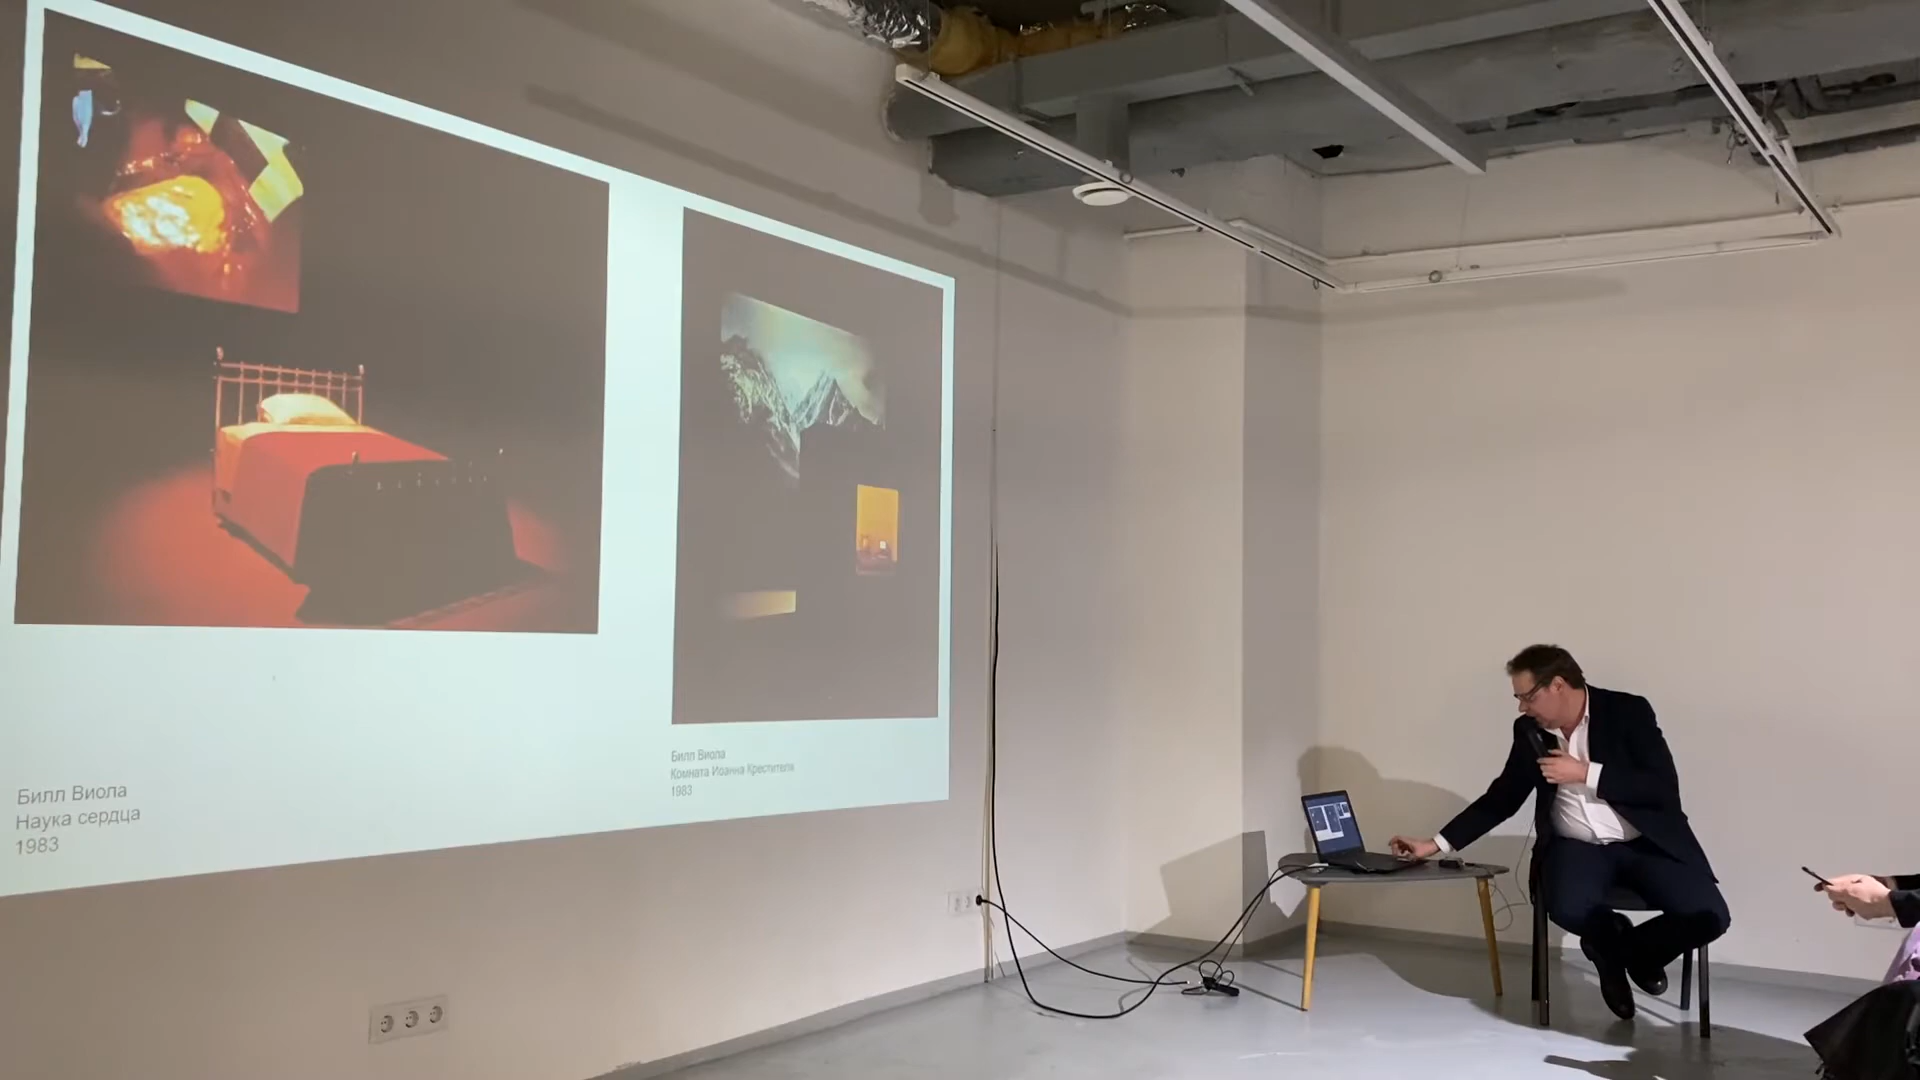 Билл Виола
Наука сердца
1983
Билл Виола
Комната Иоанна Крестителя
1983